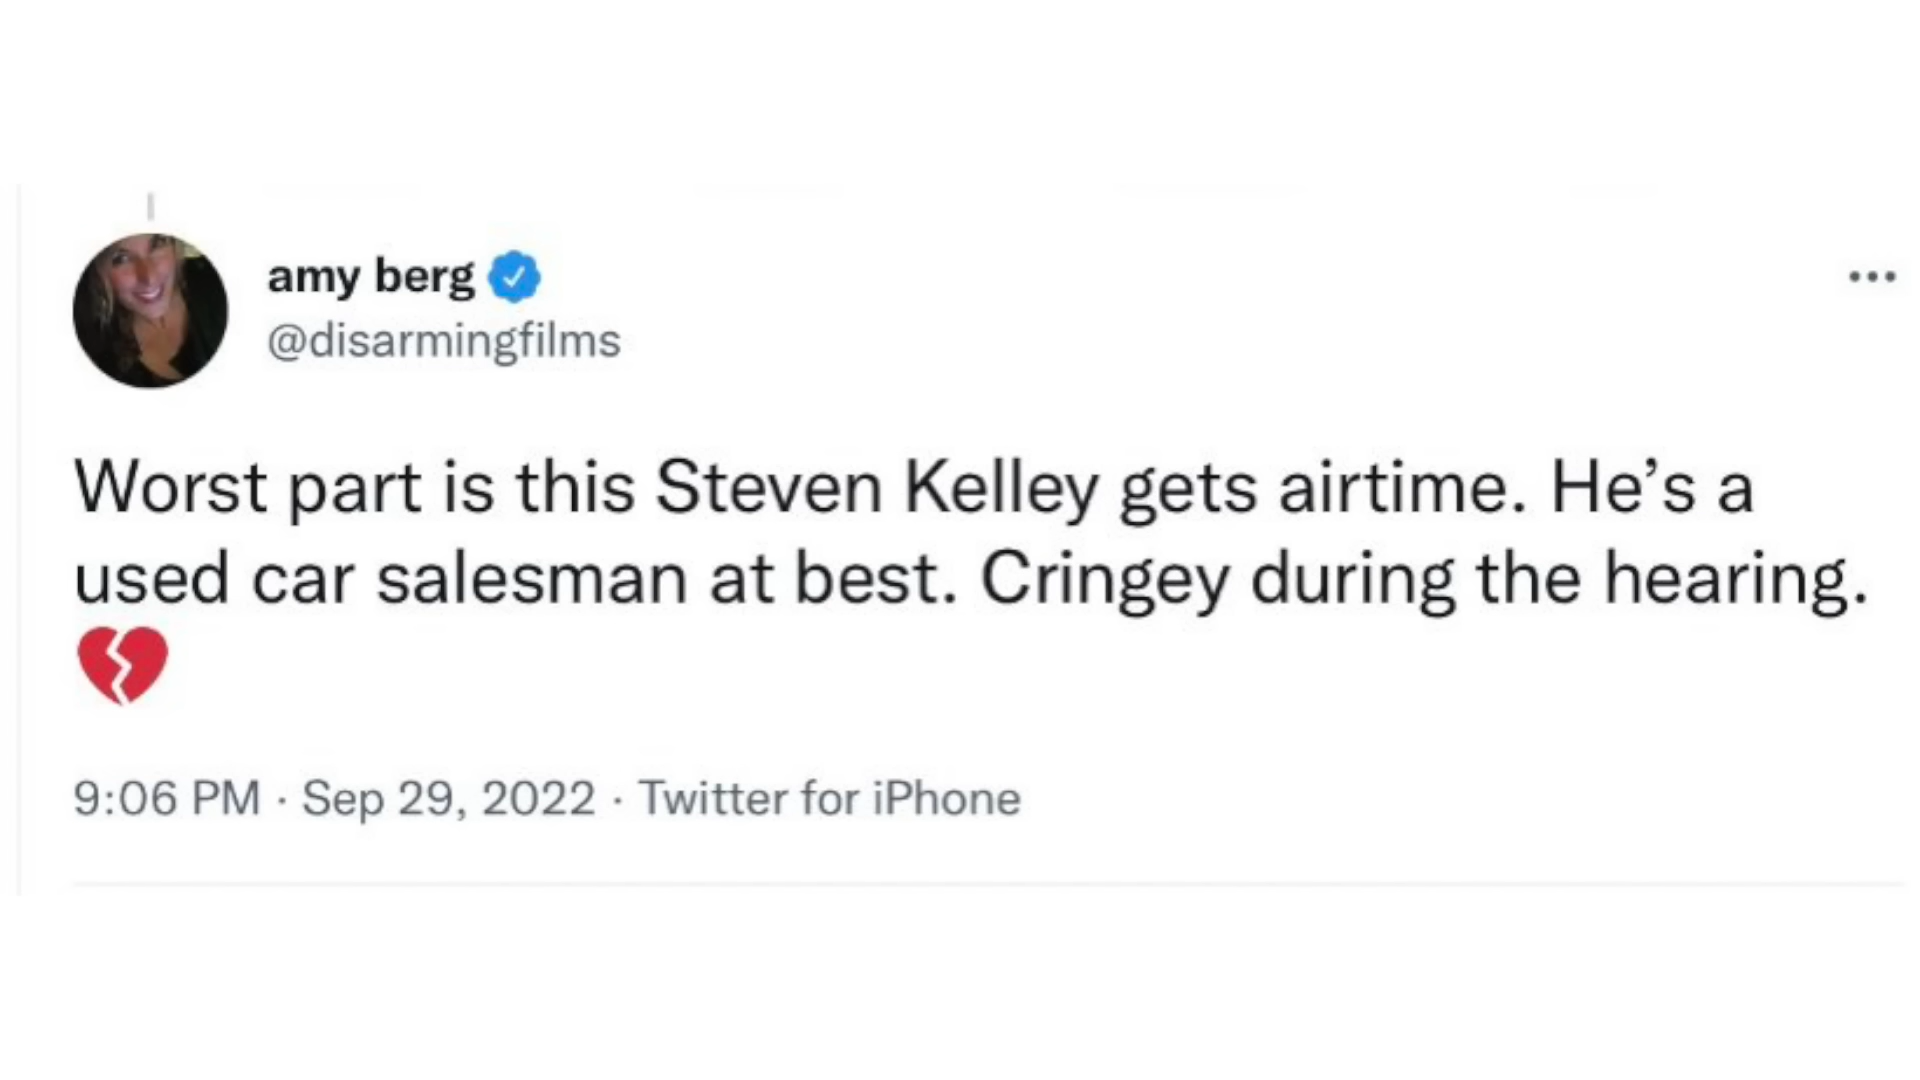 amy berg
@disarmingfilms
Worst part is this Steven Kelley gets airtime. He’s a
used car salesman at best. Cringey during the hearing.
💔
9:06 PM · Sep 29, 2022 · Twitter for iPhone